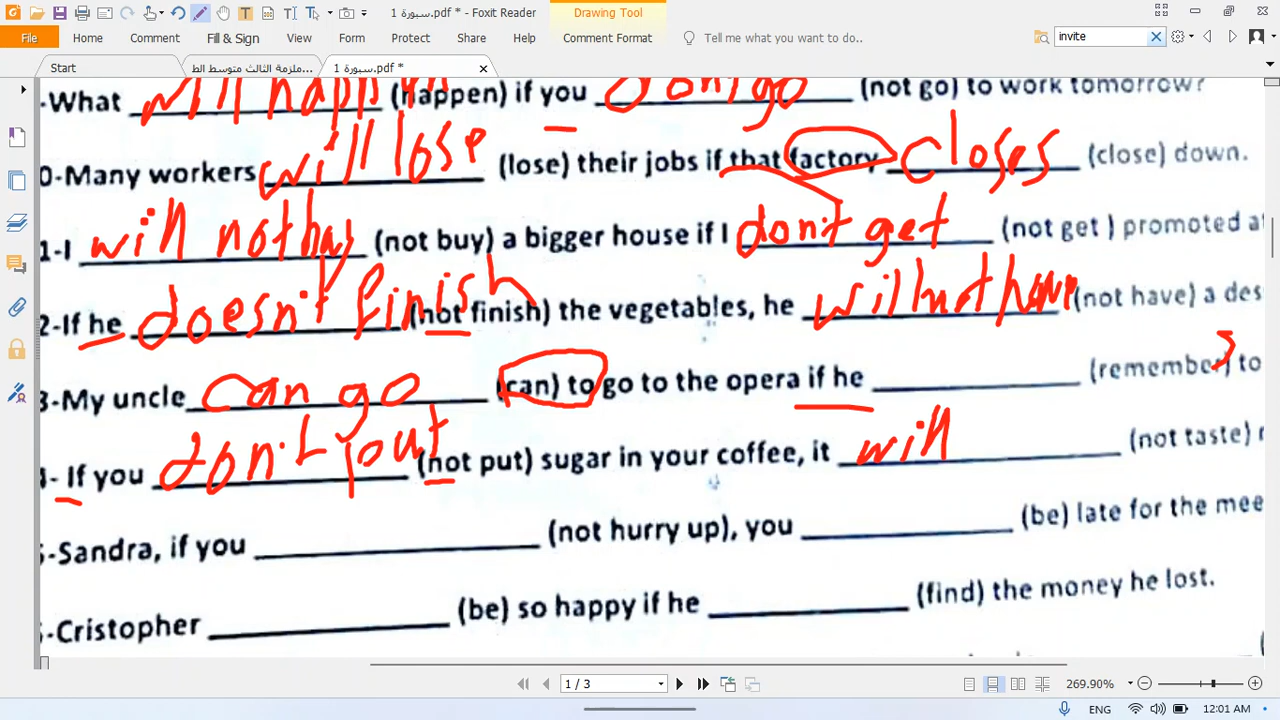 سبورة 1.pdf * - Foxit Reader
Drawing Tool
File Home Comment Fill & Sign View Form Protect Share Help Comment Format Tell me what you want to do.. invite
Start ملزمة الثالث متوسط الط... سبورة 1.pdf *
-What will happen (happen) if you don't go (not go) to work tomorrow?
0-Many workers will lose (lose) their jobs if that factory closes (close) down.
1-I will not buy (not buy) a bigger house if I don't get (not get ) promoted at
2-If he doesn't finish (not finish) the vegetables, he will not have (not have) a des
3-My uncle can go (can) to go to the opera if he (remember) to
4- If you don't put (not put) sugar in your coffee, it will (not taste)
5-Sandra, if you (not hurry up), you (be) late for the mee
-Cristopher (be) so happy if he (find) the money he lost.
1 / 3 269.90%
ENG 12:01 AM